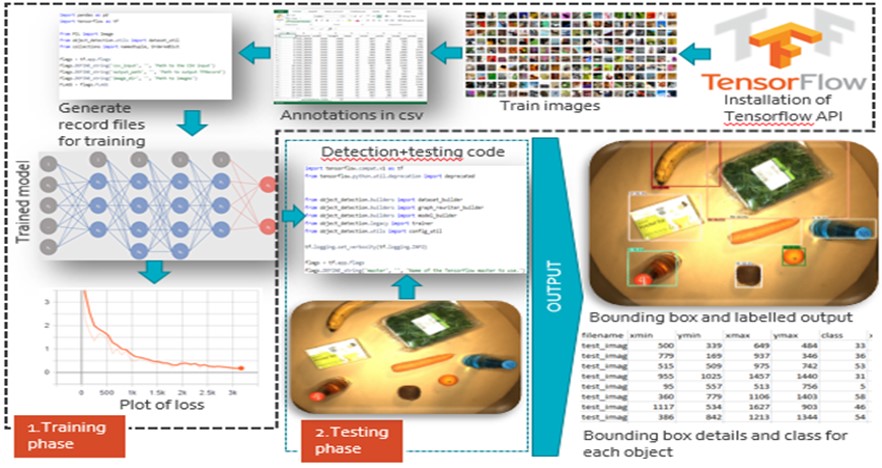 import pandas as pd
import tensorflow as tf
from PIL import Image
from object_detection.utils import dataset_util
from collections import namedtuple, OrderedDict
flags = tf.app.flags
flags.DEFINE_string('csv_input', '', 'Path to the CSV input')
flags.DEFINE_string('output_path', '', 'Path to output TFRecord')
flags.DEFINE_string('image_dir', '', 'Path to images')
FLAGS = flags.FLAGS
Generate
record files
for training
Annotations in csv
Train images
TensorFlow
Installation of
Tensorflow API
Trained model
Detection+testing code
import tensorflow.compat.v1 as tf
from tensorflow.python.util.deprecation import deprecated
from object_detection.builders import dataset_builder
from object_detection.builders import graph_rewriter_builder
from object_detection.builders import model_builder
from object_detection.legacy import trainer
from object_detection.utils import config_util
tf.logging.set_verbosity(tf.logging.INFO)
flags = tf.app.flags
flags.DEFINE_string('master', '', 'Name of the TensorFlow master to use.')
3
2
1
0
0 500 1k 1.5k 2k 2.5k 3k
Plot of loss
1.Training
phase
2.Testing
phase
OUTPUT
Bounding box and labelled output
filename xmin ymin xmax ymax class
test_imag 500 339 649 484 33
test_imag 779 169 937 346 36
test_imag 515 509 975 742 53
test_imag 955 1025 1457 1440 31
test_imag 95 557 513 756 5
test_imag 360 779 1106 1403 58
test_imag 1117 534 1627 903 46
test_imag 386 842 1213 1344 54
Bounding box details and class for
each object